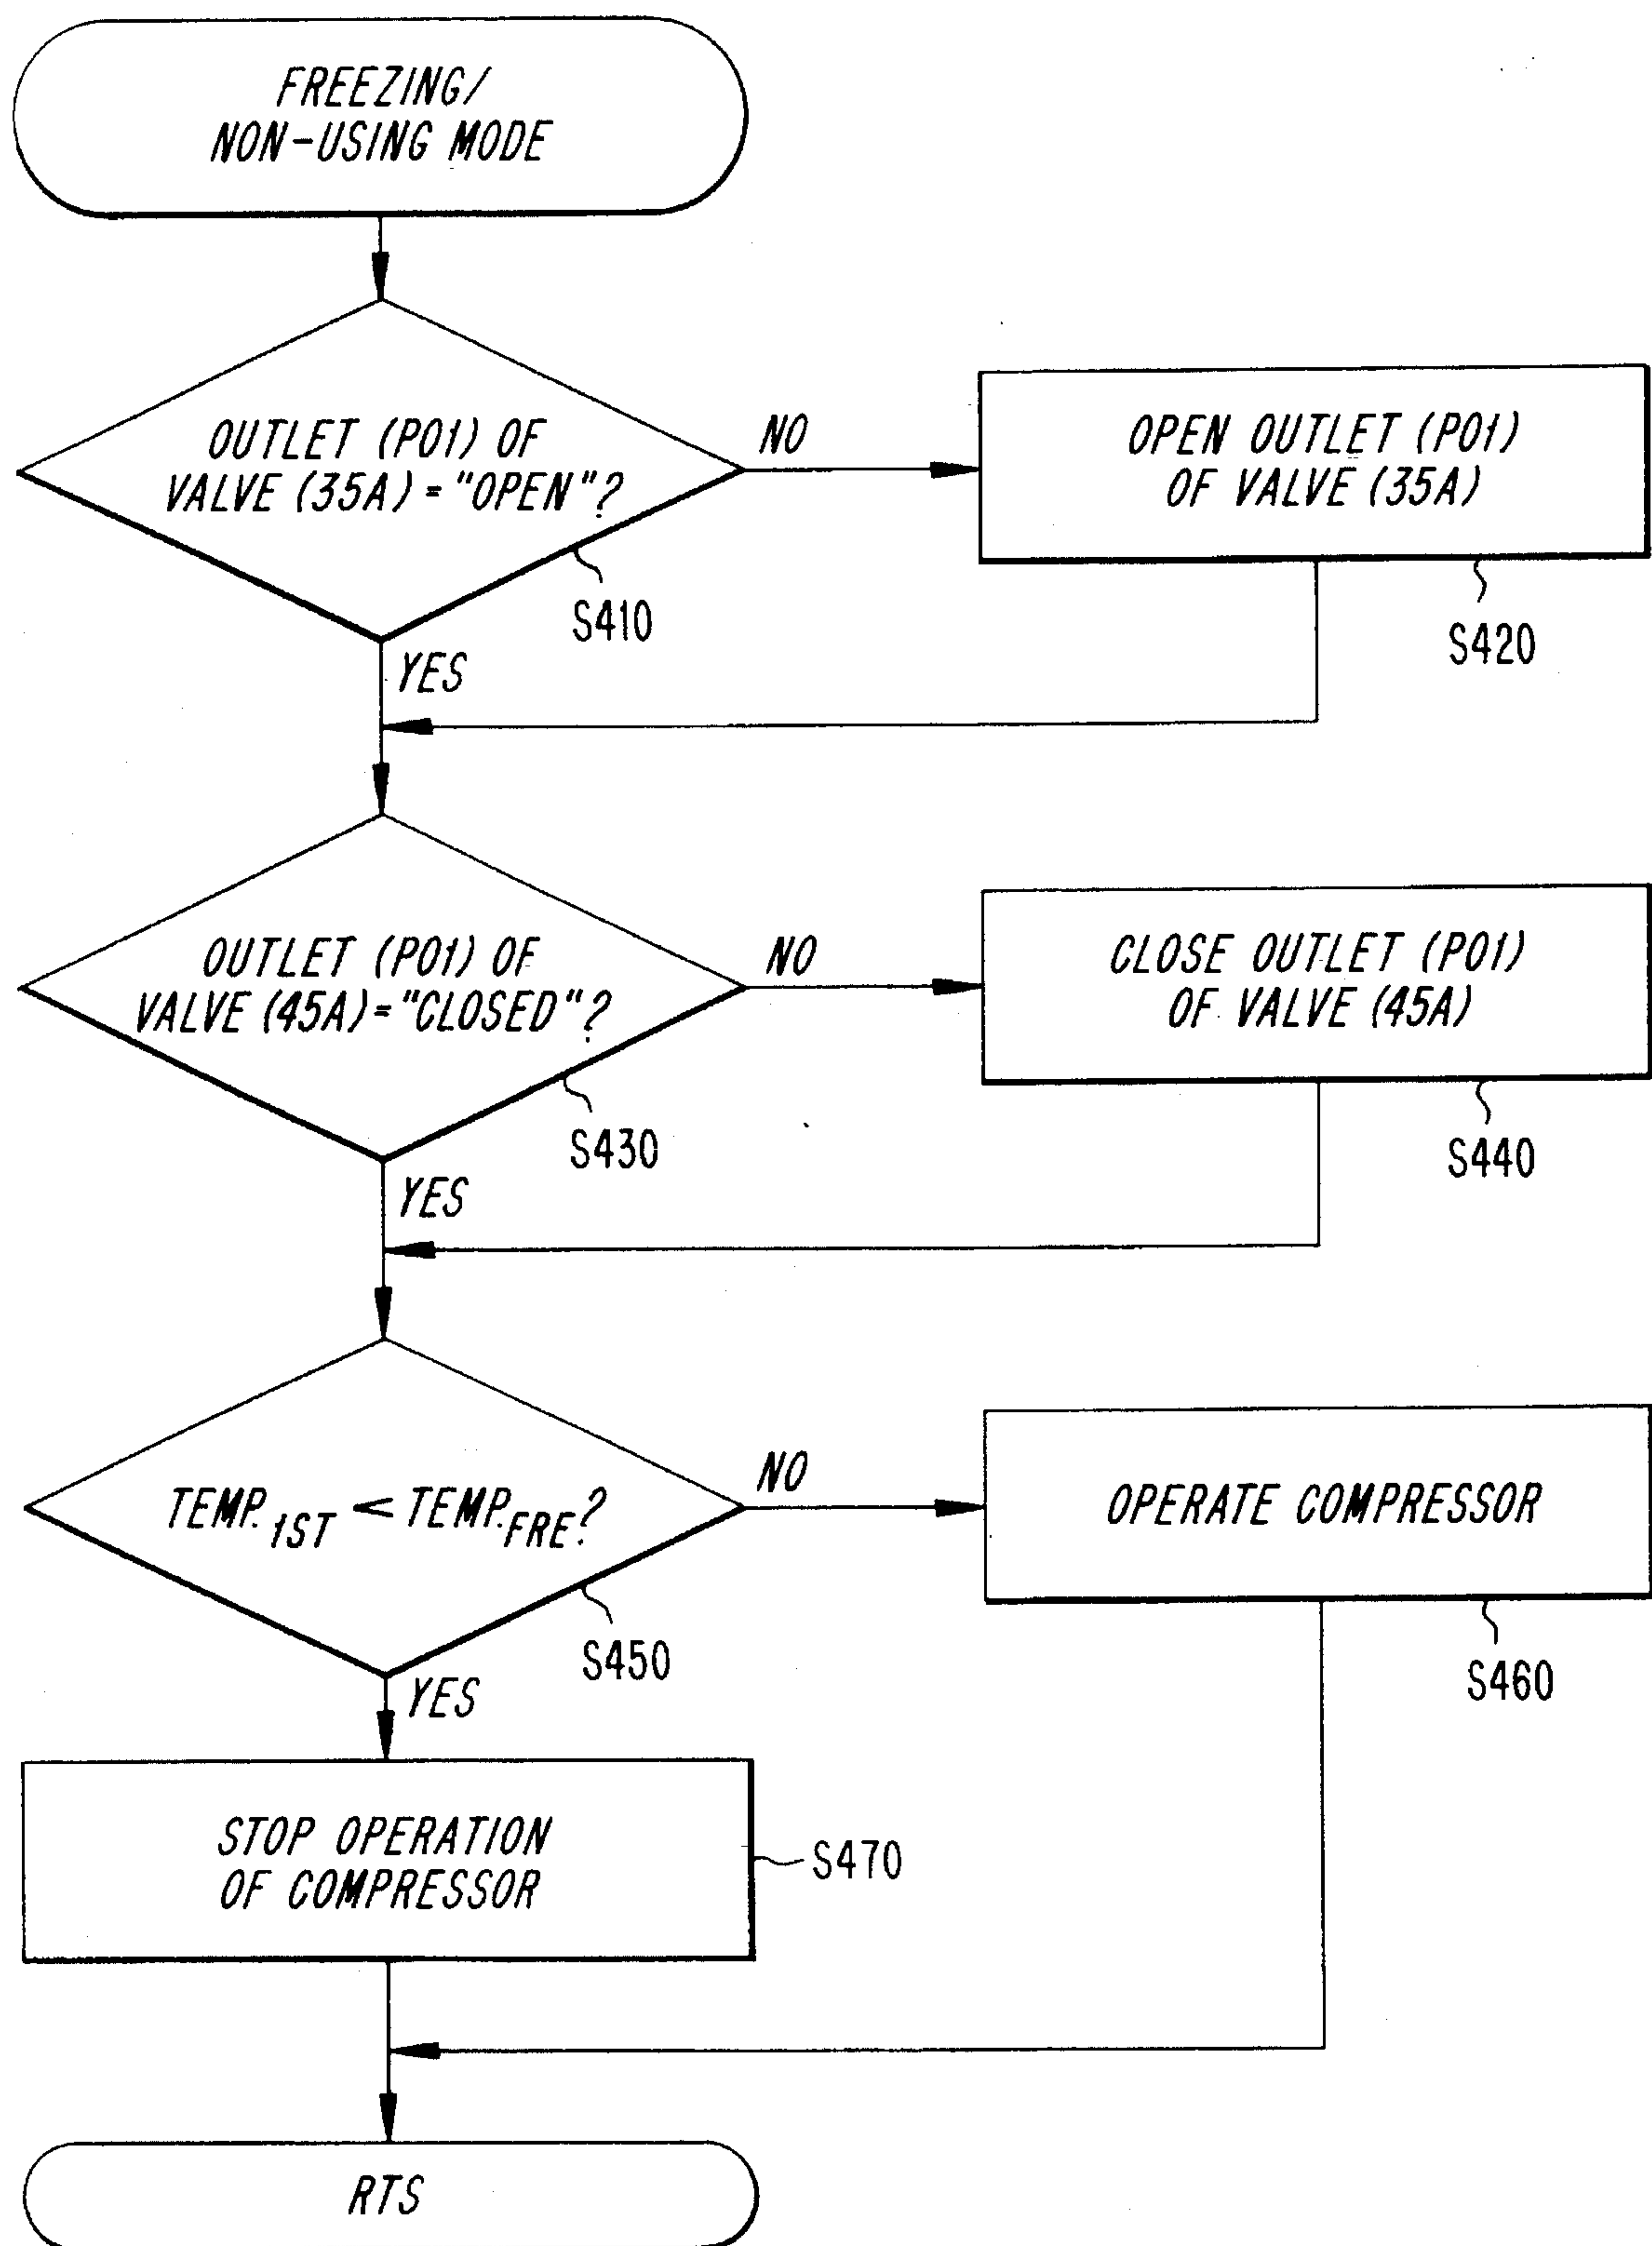 FREEZING/
NON-USING MODE
OUTLET (P01) OF
VALVE (35A) = "OPEN"?
NO
OPEN OUTLET (P01)
OF VALVE (35A)
S410
S420
YES
OUTLET (P01) OF
VALVE (45A) = "CLOSED"?
NO
CLOSE OUTLET (P01)
OF VALVE (45A)
S430
S440
YES
TEMP.1ST < TEMP.FRE?
NO
OPERATE COMPRESSOR
S450
S460
YES
STOP OPERATION
OF COMPRESSOR
S470
RTS